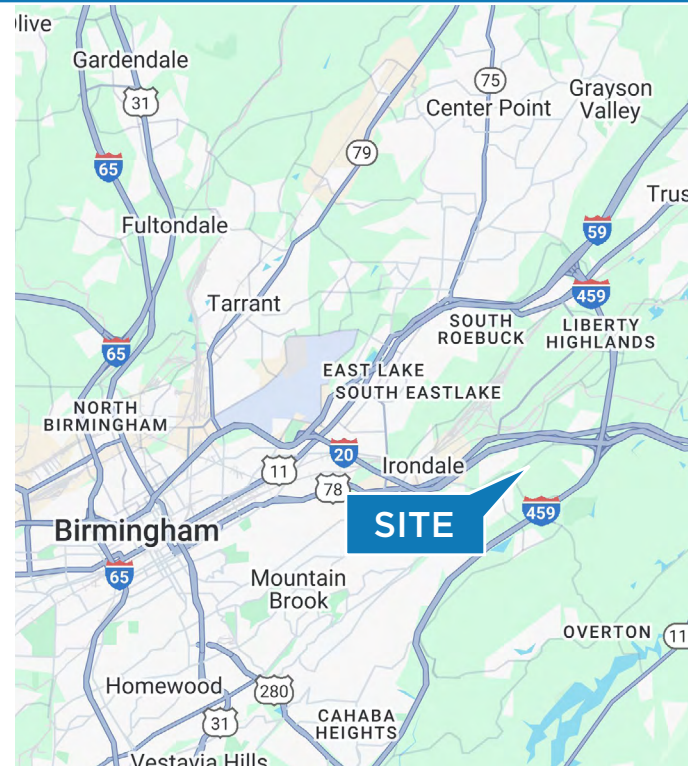 live
Gardendale
31
75
Center Point
Grayson
Valley
79
65
Trus
Fultondale
59
459
Tarrant
SOUTH
ROEBUCK
LIBERTY
HIGHLANDS
65
EAST LAKE
SOUTH EASTLAKE
NORTH
BIRMINGHAM
20
11
Irondale
78
SITE
459
Birmingham
65
Mountain
Brook
OVERTON
11
Homewood
280
31
CAHABA
HEIGHTS
Vestavia Hills